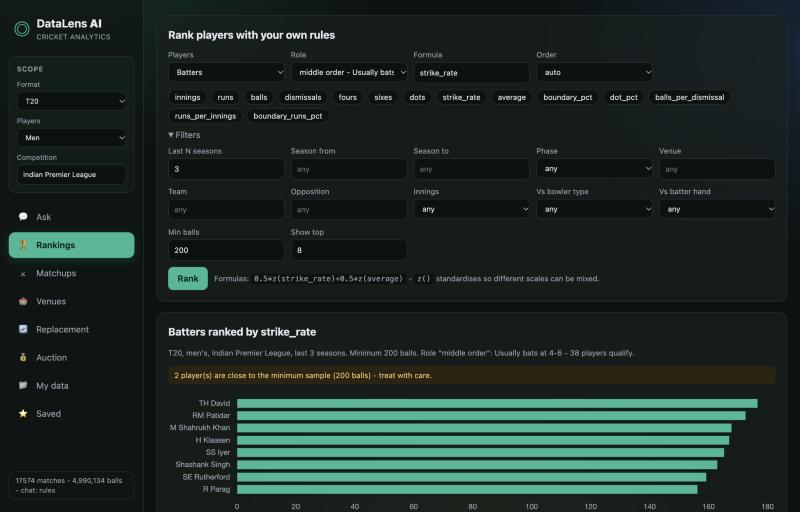 DataLens AI
CRICKET ANALYTICS
SCOPE
Format
T20
Players
Men
Competition
Indian Premier League
Ask
Rankings
Matchups
Venues
Replacement
Auction
My data
Saved
17574 matches - 4,990,134 balls
- chat: rules
Rank players with your own rules
Players Role Formula Order
Batters middle order - Usually bats strike_rate auto
innings runs balls dismissals fours sixes dots strike_rate average boundary_pct dot_pct balls_per_dismissal
runs_per_innings boundary_runs_pct
▼ Filters
Last N seasons Season from Season to Phase Venue
3 any any any any
Team Opposition Innings Vs bowler type Vs batter hand
any any any any any
Min balls Show top
200 8
Rank Formulas: 0.5*z(strike_rate)+0.5*z(average) - z() standardises so different scales can be mixed.
Batters ranked by strike_rate
T20, men's, Indian Premier League, last 3 seasons. Minimum 200 balls. Role "middle order": Usually bats at 4-6 - 38 players qualify.
2 player(s) are close to the minimum sample (200 balls) - treat with care.
TH David
RM Patidar
M Shahrukh Khan
H Klaasen
SS Iyer
Shashank Singh
SE Rutherford
R Parag
0 20 40 60 80 100 120 140 160 180